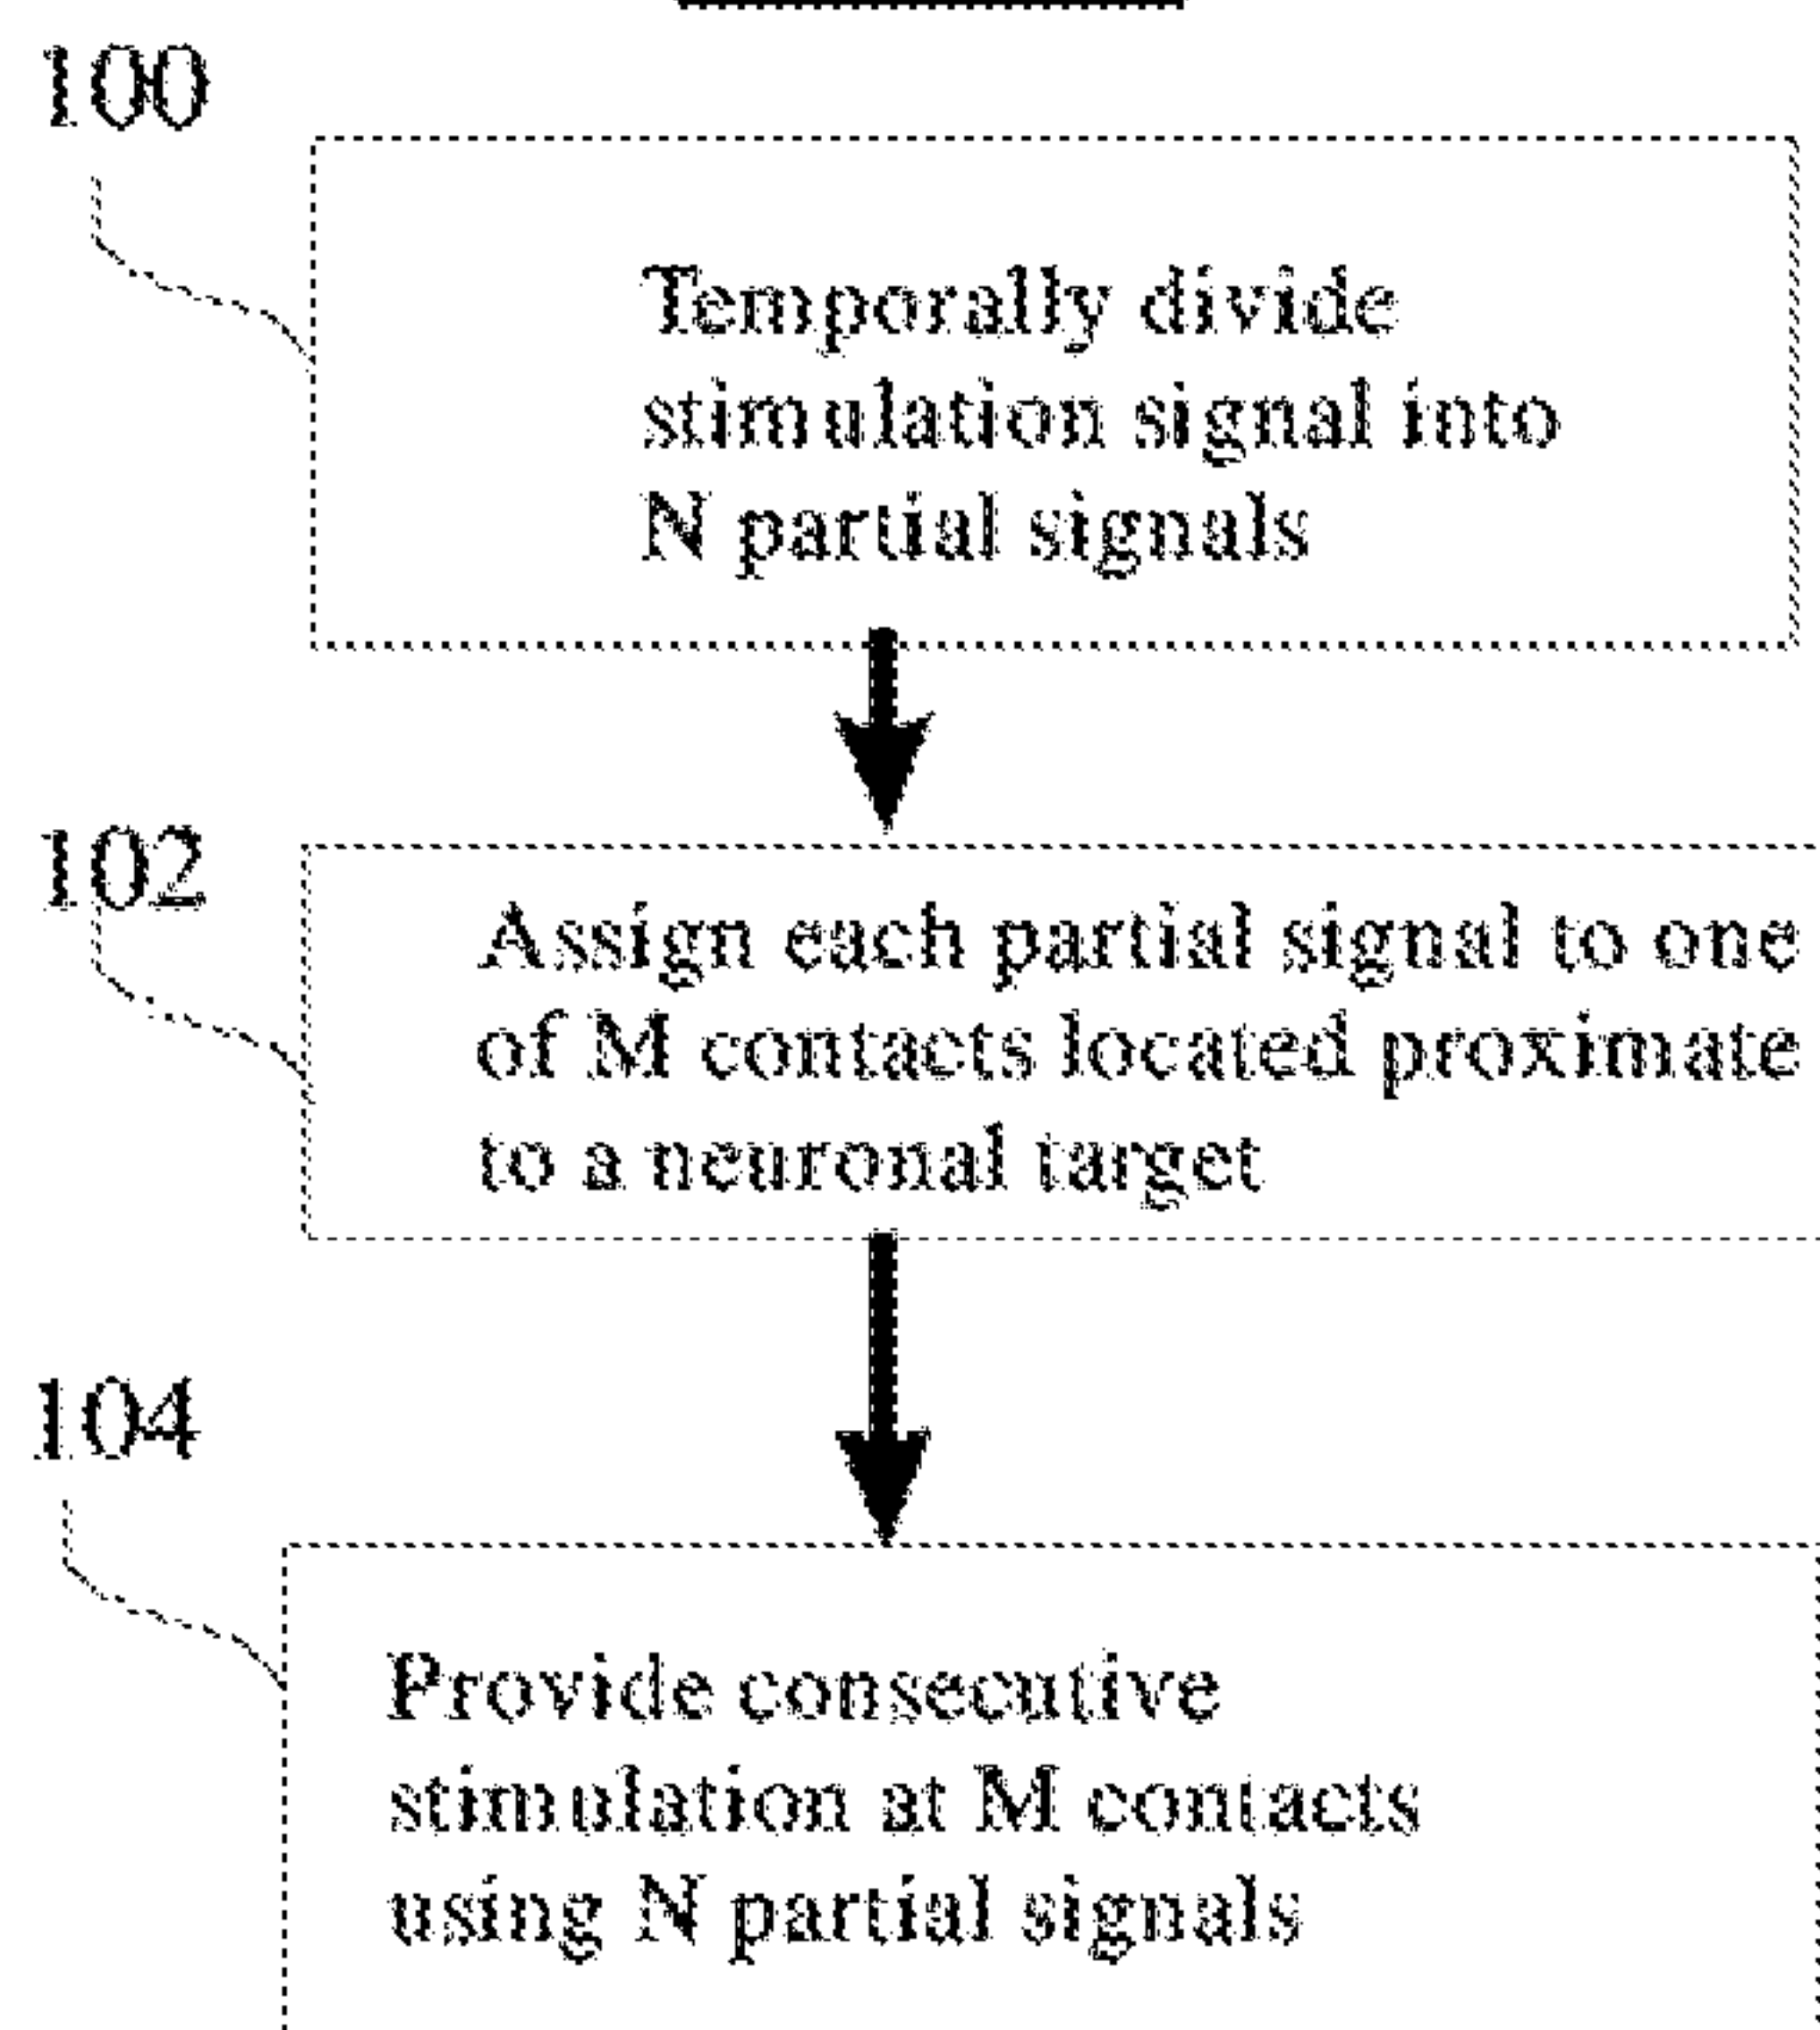 100
Temporally divide
stimulation signal into
N partial signals
102
Assign each partial signal to one
of M contacts located proximate
to a neuronal target
104
Provide consecutive
stimulation at M contacts
using N partial signals